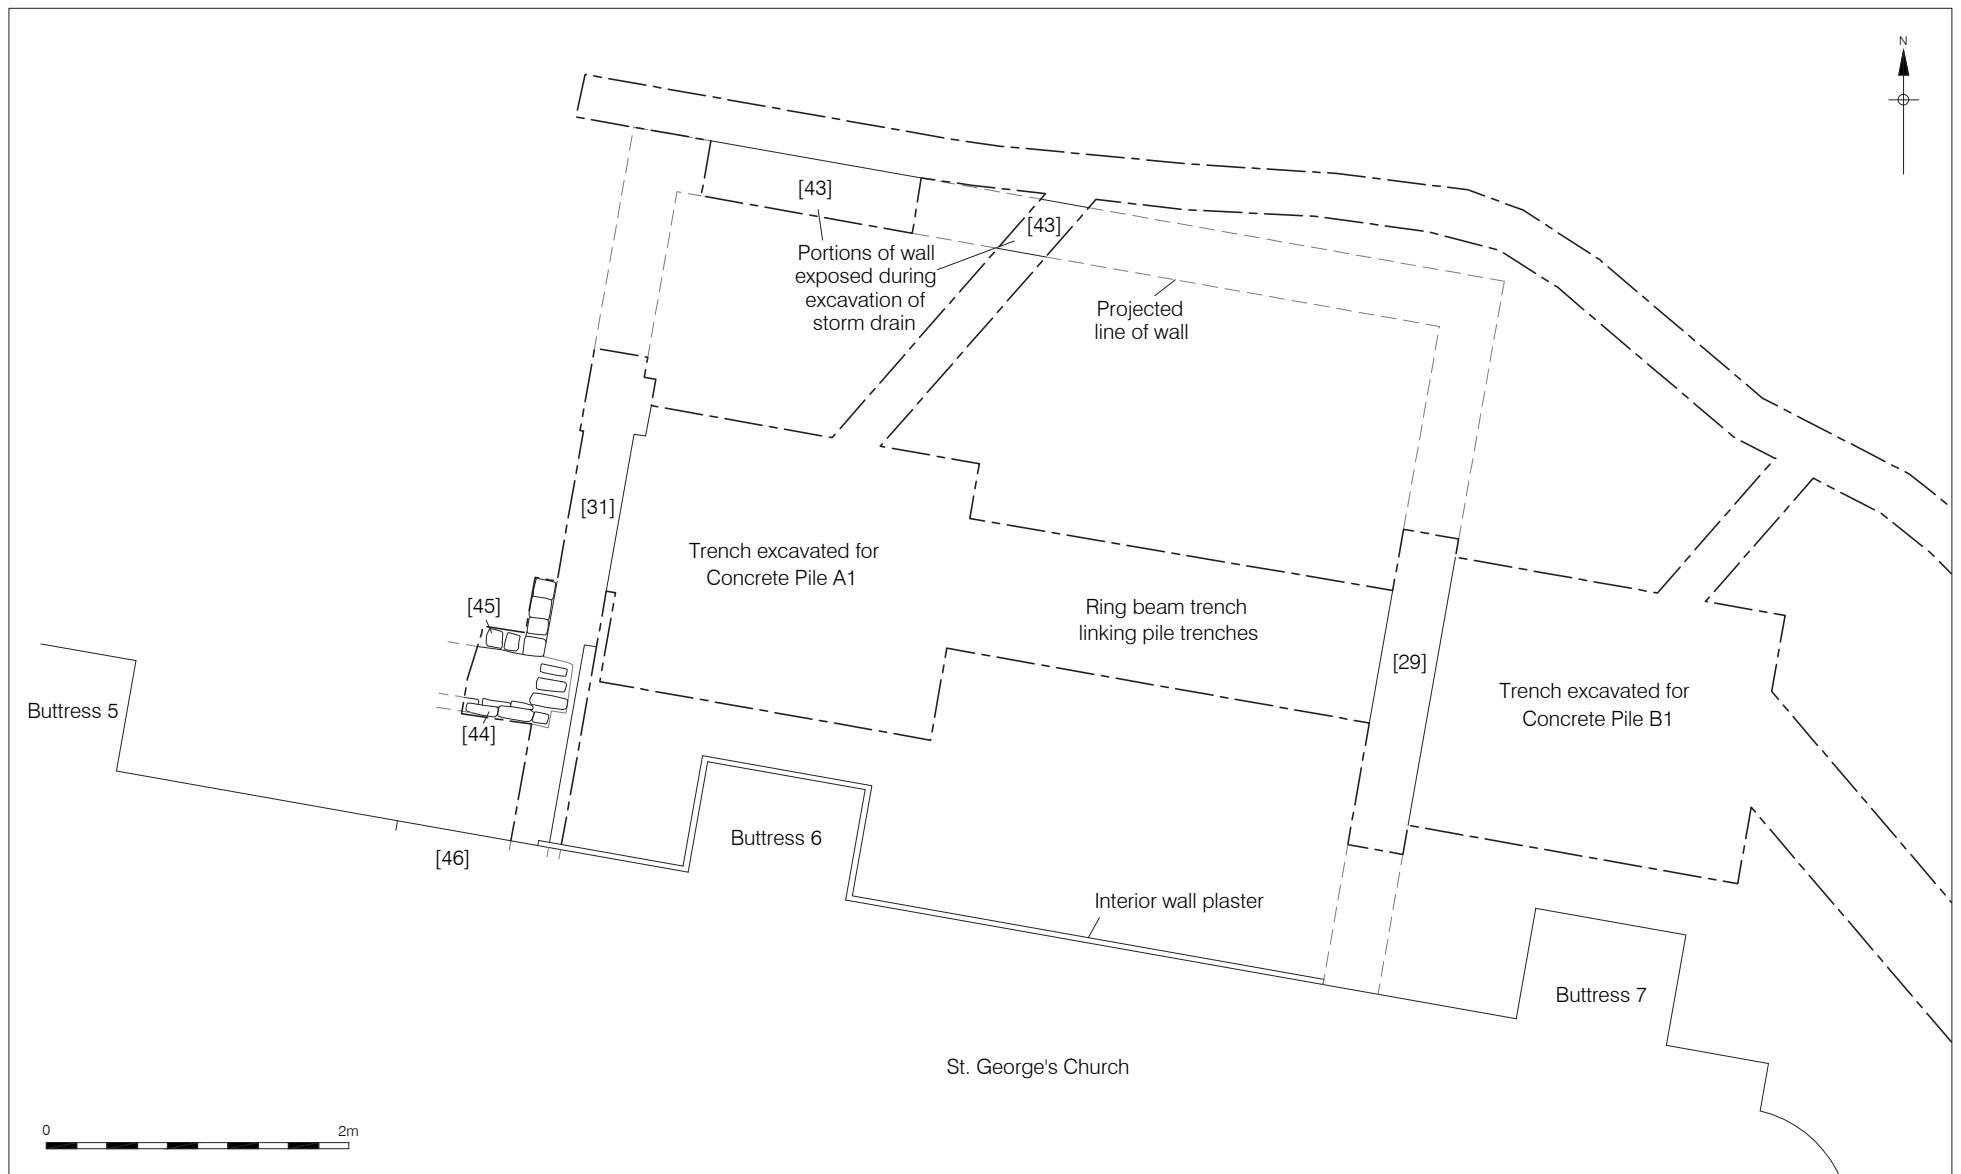 N
[43]
[43]
Portions of wall
exposed during
excavation of
storm drain
Projected
line of wall
[31]
Trench excavated for
Concrete Pile A1
[45]
Ring beam trench
linking pile trenches
[29]
Trench excavated for
Concrete Pile B1
Buttress 5
[44]
Buttress 6
[46]
Interior wall plaster
Buttress 7
St. George's Church
0 2m